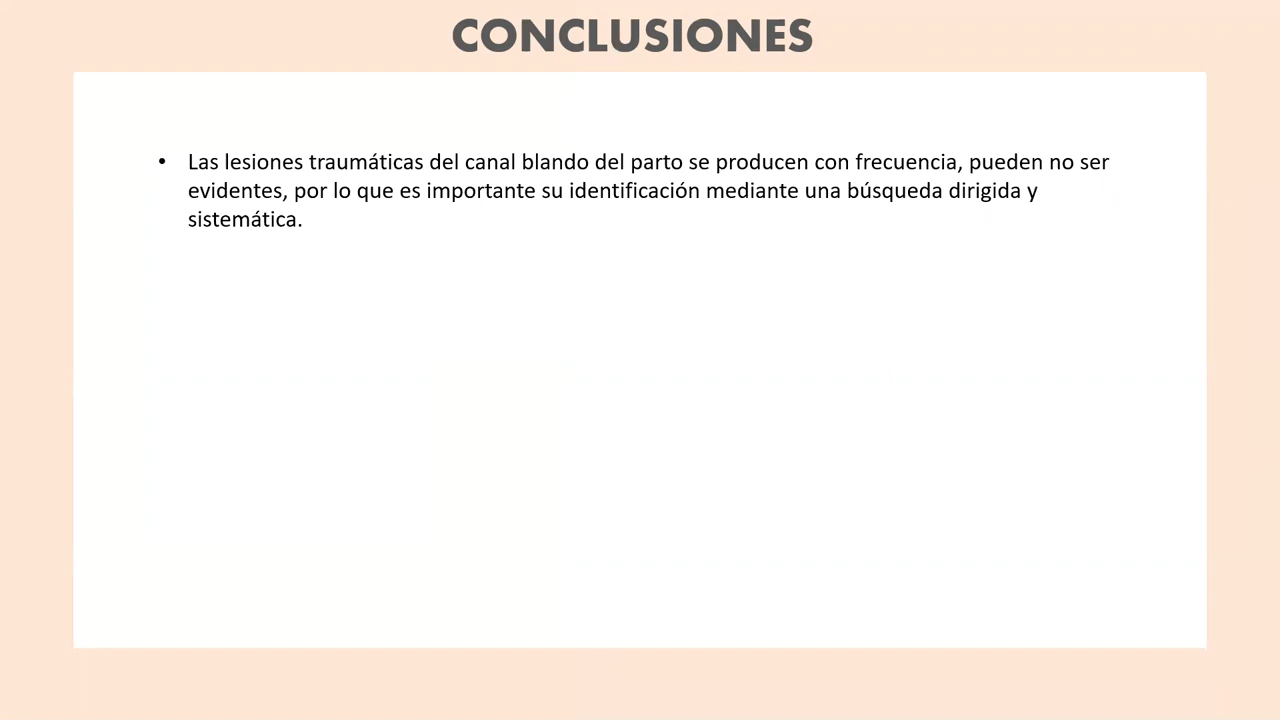 CONCLUSIONES
• Las lesiones traumáticas del canal blando del parto se producen con frecuencia, pueden no ser
evidentes, por lo que es importante su identificación mediante una búsqueda dirigida y
sistemática.